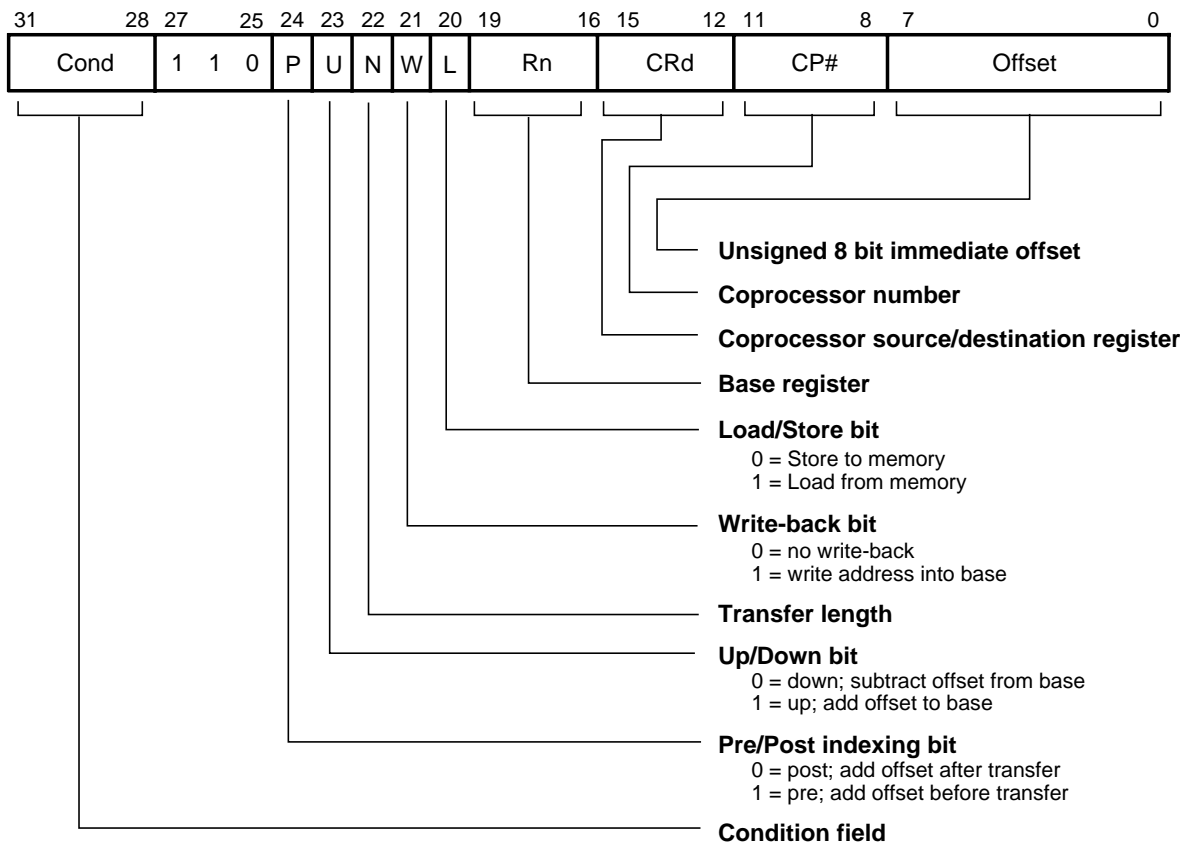 31 28 27 25 24 23 22 21 20 19 16 15 12 11 8 7 0
Cond 1 1 0 P U N W L Rn CRd CP# Offset
Unsigned 8 bit immediate offset
Coprocessor number
Coprocessor source/destination register
Base register
Load/Store bit
0 = Store to memory
1 = Load from memory
Write-back bit
0 = no write-back
1 = write address into base
Transfer length
Up/Down bit
0 = down; subtract offset from base
1 = up; add offset to base
Pre/Post indexing bit
0 = post; add offset after transfer
1 = pre; add offset before transfer
Condition field